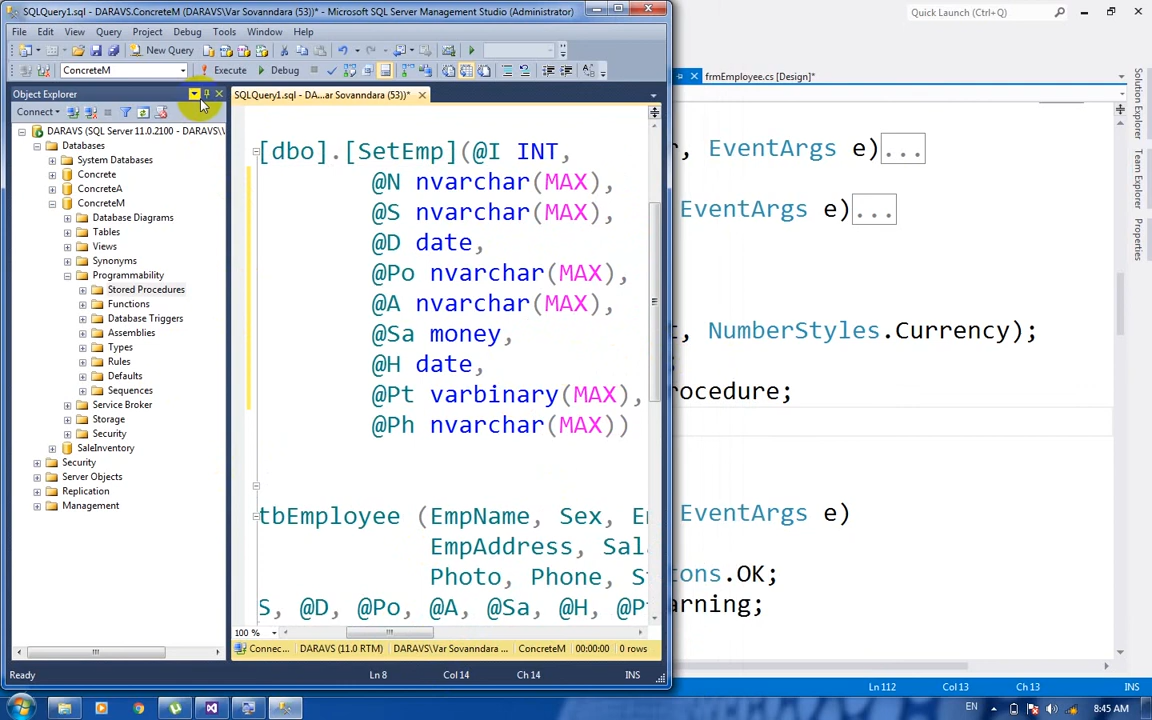 SQLQuery1.sql - DARAVS.ConcreteM (DARAVS\Var Sovanndara (53))* - Microsoft SQL Server Management Studio (Administrator)
Quick Launch (Ctrl+Q)
File Edit View Query Project Debug Tools Window Help
New Query
ConcreteM Execute Debug
frmEmployee.cs [Design]*
Object Explorer
SQLQuery1.sql - DA...ar Sovanndara (53))*
Connect
DARAVS (SQL Server 11.0.2100 - DARAVS\V
Databases
System Databases
Concrete
ConcreteA
ConcreteM
Database Diagrams
Tables
Views
Synonyms
Programmability
Stored Procedures
Functions
Database Triggers
Assemblies
Types
Rules
Defaults
Sequences
Service Broker
Storage
Security
SaleInventory
Security
Server Objects
Replication
Management
[dbo].[SetEmp](@I INT,
@N nvarchar(MAX),
@S nvarchar(MAX),
@D date,
@Po nvarchar(MAX),
@A nvarchar(MAX),
@Sa money,
@H date,
@Pt varbinary(MAX),
@Ph nvarchar(MAX))
tbEmployee (EmpName, Sex, E
EmpAddress, Sal
Photo, Phone, S
S, @D, @Po, @A, @Sa, @H, @P
100 %
Connec... DARAVS (11.0 RTM) DARAVS\Var Sovanndara ... ConcreteM 00:00:00 0 rows
Ready Ln 8 Col 14 Ch 14 INS
r, EventArgs e)...
EventArgs e)...
t, NumberStyles.Currency);
rocedure;
EventArgs e)
tons.OK;
arning;
Solution Explorer
Team Explorer
Properties
Ln 112 Col 13 Ch 13 INS
EN 8:45 AM